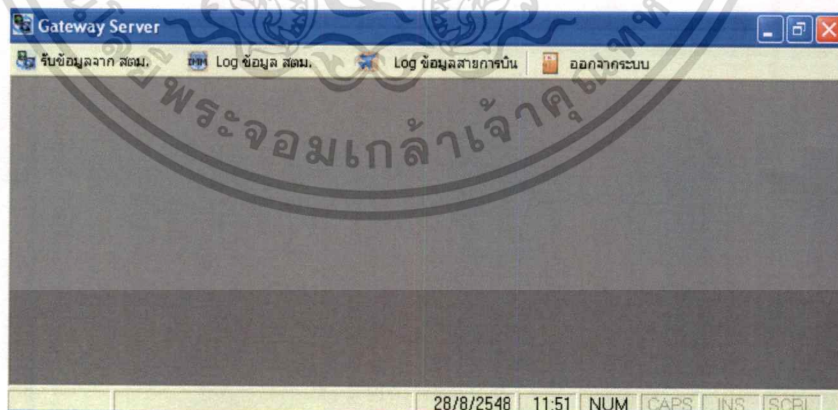 Gateway Server
รับข้อมูลจาก สตม. Log ข้อมูล สตม. Log ข้อมูลสายการบิน ออกจากระบบ
พระจอมเกล้าเจ้าคุณทห
28/8/2548 11:51 NUM CAPS INS SCRL